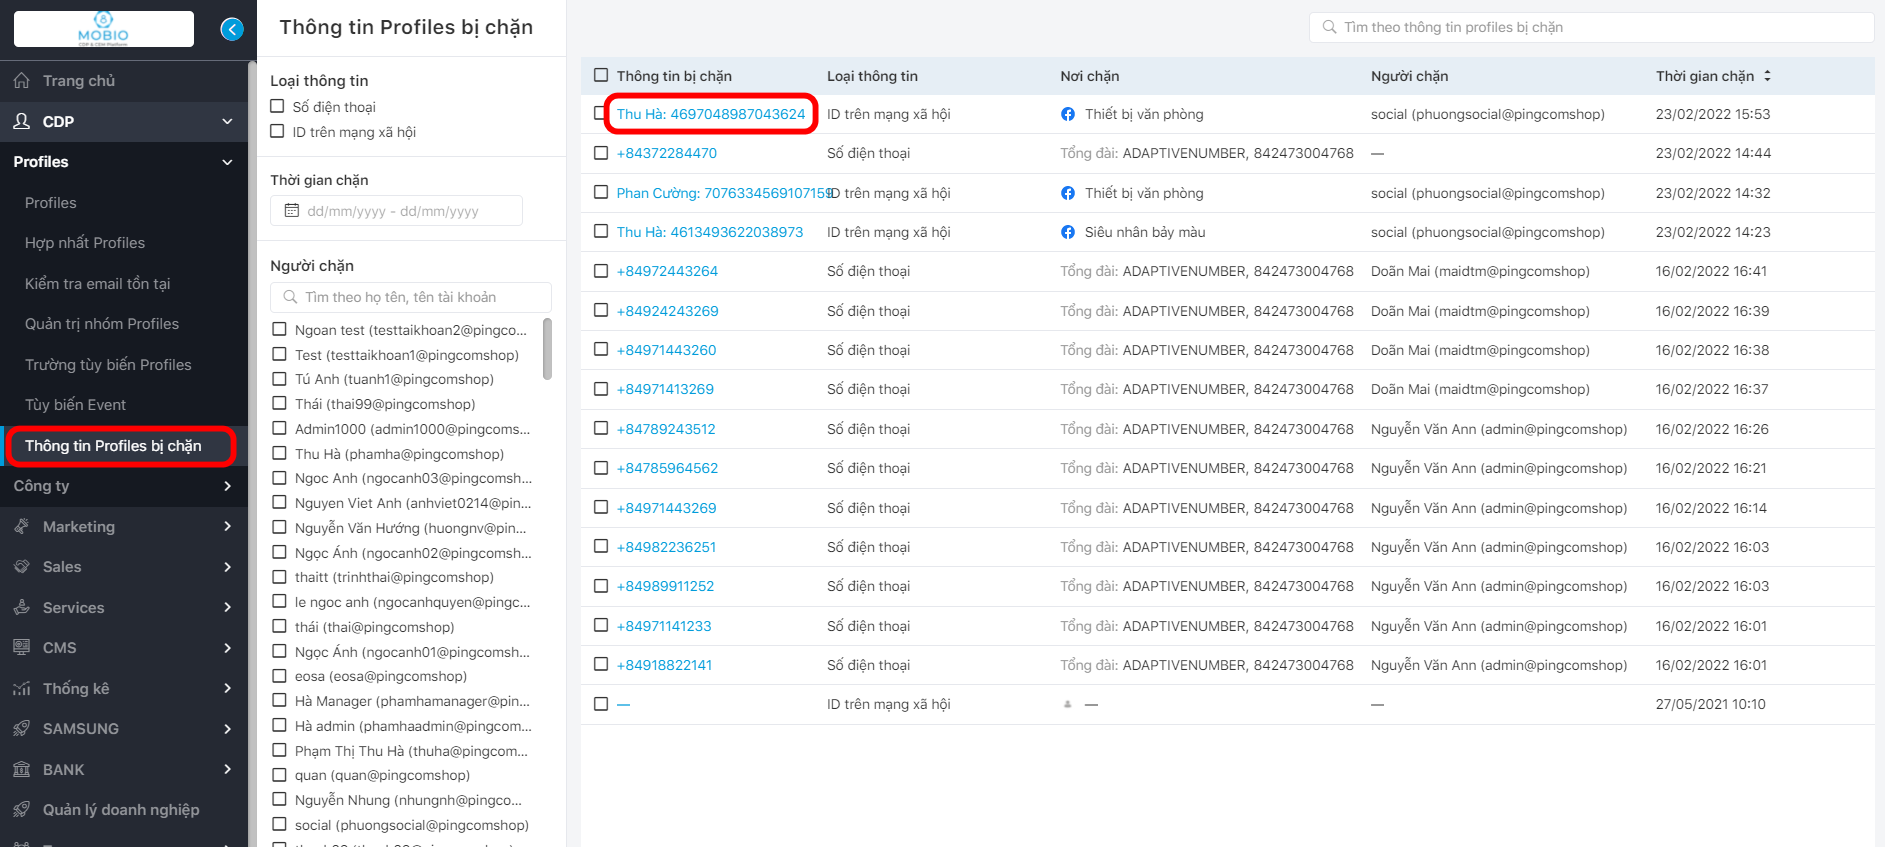 MOBIO
CDP & CEM Platform
Trang chủ
CDP
Profiles
Profiles
Hợp nhất Profiles
Kiểm tra email tồn tại
Quản trị nhóm Profiles
Trường tùy biến Profiles
Tùy biến Event
Thông tin Profiles bị chặn
Công ty
Marketing
Sales
Services
CMS
Thống kê
SAMSUNG
BANK
Quản lý doanh nghiệp
Thông tin Profiles bị chặn
Loại thông tin
Số điện thoại
ID trên mạng xã hội
Thời gian chặn
dd/mm/yyyy - dd/mm/yyyy
Người chặn
Tìm theo họ tên, tên tài khoản
Ngoan test (testtaikhoan2@pingco...
Test (testtaikhoan1@pingcomshop)
Tú Anh (tuanh1@pingcomshop)
Thái (thai99@pingcomshop)
Admin1000 (admin1000@pingcoms...
Thu Hà (phamha@pingcomshop)
Ngoc Anh (ngocanh03@pingcomsh...
Nguyen Viet Anh (anhviet0214@pin...
Nguyễn Văn Hướng (huongnv@pin...
Ngọc Ánh (ngocanh02@pingcomsh...
thaitt (trinhthai@pingcomshop)
le ngoc anh (ngocanhquyen@pingc...
thái (thai@pingcomshop)
Ngọc Ánh (ngocanh01@pingcomsh...
eosa (eosa@pingcomshop)
Hà Manager (phamhamanager@pin...
Hà admin (phamhaadmin@pingcom...
Phạm Thị Thu Hà (thuha@pingcom...
quan (quan@pingcomshop)
Nguyễn Nhung (nhungnh@pingco...
social (phuongsocial@pingcomshop)
Tìm theo thông tin profiles bị chặn
Thông tin bị chặn Loại thông tin Nơi chặn Người chặn Thời gian chặn
Thu Hà: 4697048987043624 ID trên mạng xã hội Thiết bị văn phòng social (phuongsocial@pingcomshop) 23/02/2022 15:53
+84372284470 Số điện thoại Tổng đài: ADAPTIVENUMBER, 842473004768 — 23/02/2022 14:44
Phan Cường: 7076334569107159 ID trên mạng xã hội Thiết bị văn phòng social (phuongsocial@pingcomshop) 23/02/2022 14:32
Thu Hà: 4613493622038973 ID trên mạng xã hội Siêu nhân bảy màu social (phuongsocial@pingcomshop) 23/02/2022 14:23
+84972443264 Số điện thoại Tổng đài: ADAPTIVENUMBER, 842473004768 Doãn Mai (maidtm@pingcomshop) 16/02/2022 16:41
+84924243269 Số điện thoại Tổng đài: ADAPTIVENUMBER, 842473004768 Doãn Mai (maidtm@pingcomshop) 16/02/2022 16:39
+84971443260 Số điện thoại Tổng đài: ADAPTIVENUMBER, 842473004768 Doãn Mai (maidtm@pingcomshop) 16/02/2022 16:38
+84971413269 Số điện thoại Tổng đài: ADAPTIVENUMBER, 842473004768 Doãn Mai (maidtm@pingcomshop) 16/02/2022 16:37
+84789243512 Số điện thoại Tổng đài: ADAPTIVENUMBER, 842473004768 Nguyễn Văn Ann (admin@pingcomshop) 16/02/2022 16:26
+84785964562 Số điện thoại Tổng đài: ADAPTIVENUMBER, 842473004768 Nguyễn Văn Ann (admin@pingcomshop) 16/02/2022 16:21
+84971443269 Số điện thoại Tổng đài: ADAPTIVENUMBER, 842473004768 Nguyễn Văn Ann (admin@pingcomshop) 16/02/2022 16:14
+84982236251 Số điện thoại Tổng đài: ADAPTIVENUMBER, 842473004768 Nguyễn Văn Ann (admin@pingcomshop) 16/02/2022 16:03
+84989911252 Số điện thoại Tổng đài: ADAPTIVENUMBER, 842473004768 Nguyễn Văn Ann (admin@pingcomshop) 16/02/2022 16:03
+84971141233 Số điện thoại Tổng đài: ADAPTIVENUMBER, 842473004768 Nguyễn Văn Ann (admin@pingcomshop) 16/02/2022 16:01
+84918822141 Số điện thoại Tổng đài: ADAPTIVENUMBER, 842473004768 Nguyễn Văn Ann (admin@pingcomshop) 16/02/2022 16:01
— ID trên mạng xã hội — — 27/05/2021 10:10